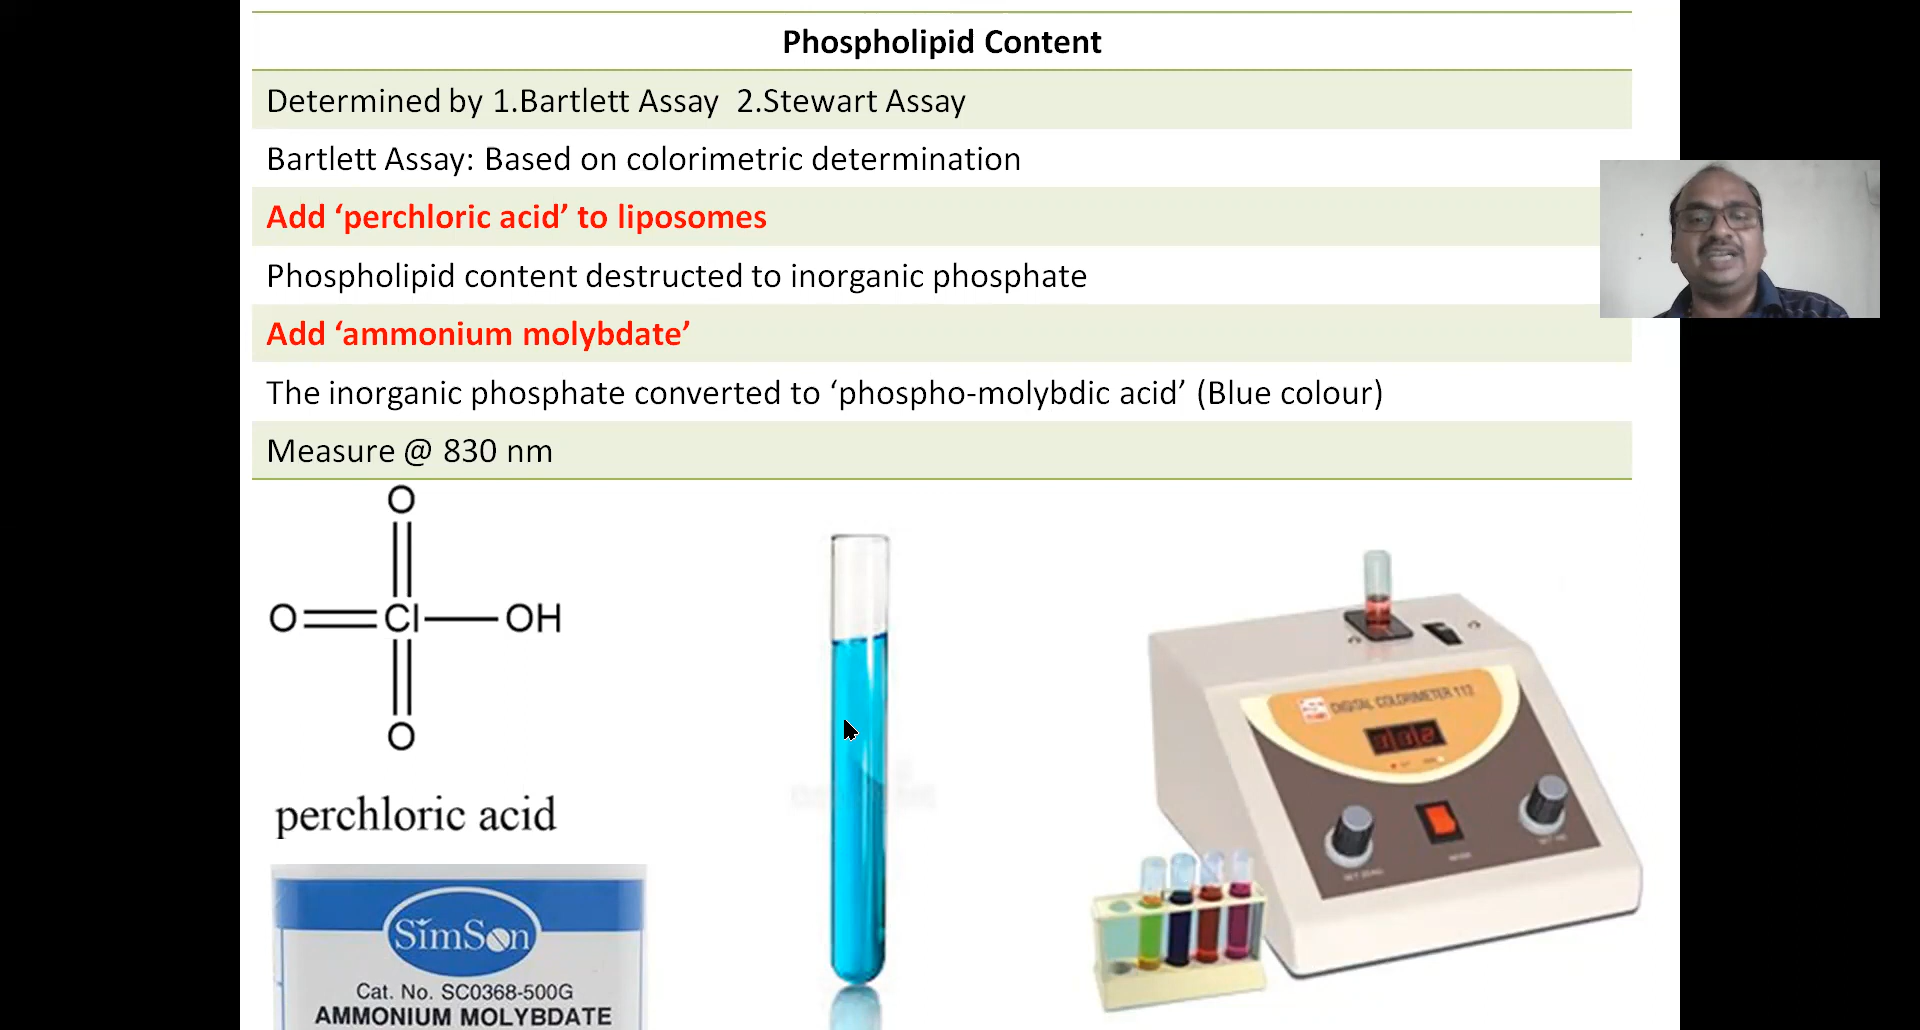 Phospholipid Content
Determined by 1.Bartlett Assay 2.Stewart Assay
Bartlett Assay: Based on colorimetric determination
Add ‘perchloric acid’ to liposomes
Phospholipid content destructed to inorganic phosphate
Add ‘ammonium molybdate’
The inorganic phosphate converted to ‘phospho-molybdic acid’ (Blue colour)
Measure @ 830 nm
O
O Cl OH
O
perchloric acid
DIGITAL COLORIMETER 112
SimSon
Cat. No. SC0368-500G
AMMONIUM MOLYBDATE